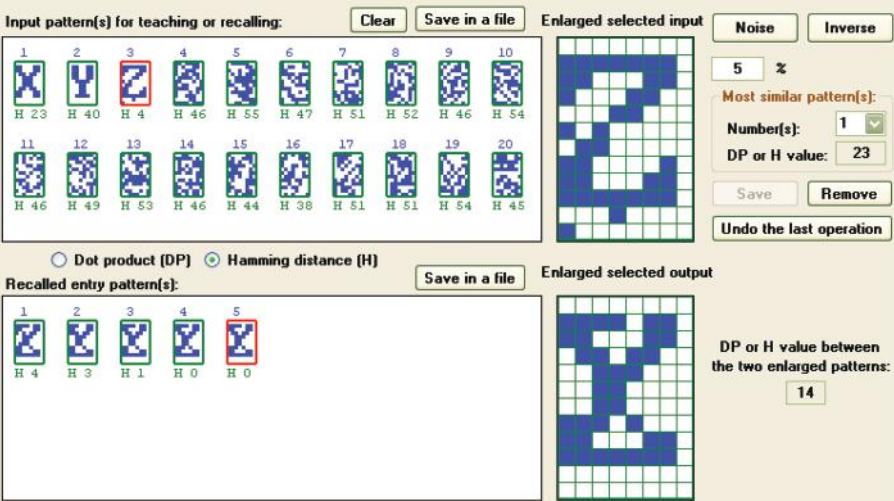 Input pattern(s) for teaching or recalling:
Clear
Save in a file
Enlarged selected input
Noise
Inverse
1 2 3 4 5 6 7 8 9 10
H 23 H 40 H 4 H 46 H 55 H 47 H 51 H 52 H 46 H 54
11 12 13 14 15 16 17 18 19 20
H 46 H 49 H 53 H 46 H 44 H 38 H 51 H 51 H 54 H 45
5 %
Most similar pattern(s):
Number(s): 1
DP or H value: 23
Save
Remove
Undo the last operation
Dot product (DP)
Hamming distance (H)
Recalled entry pattern(s):
Save in a file
Enlarged selected output
1 2 3 4 5
H 4 H 3 H 1 H 0 H 0
DP or H value between
the two enlarged patterns:
14